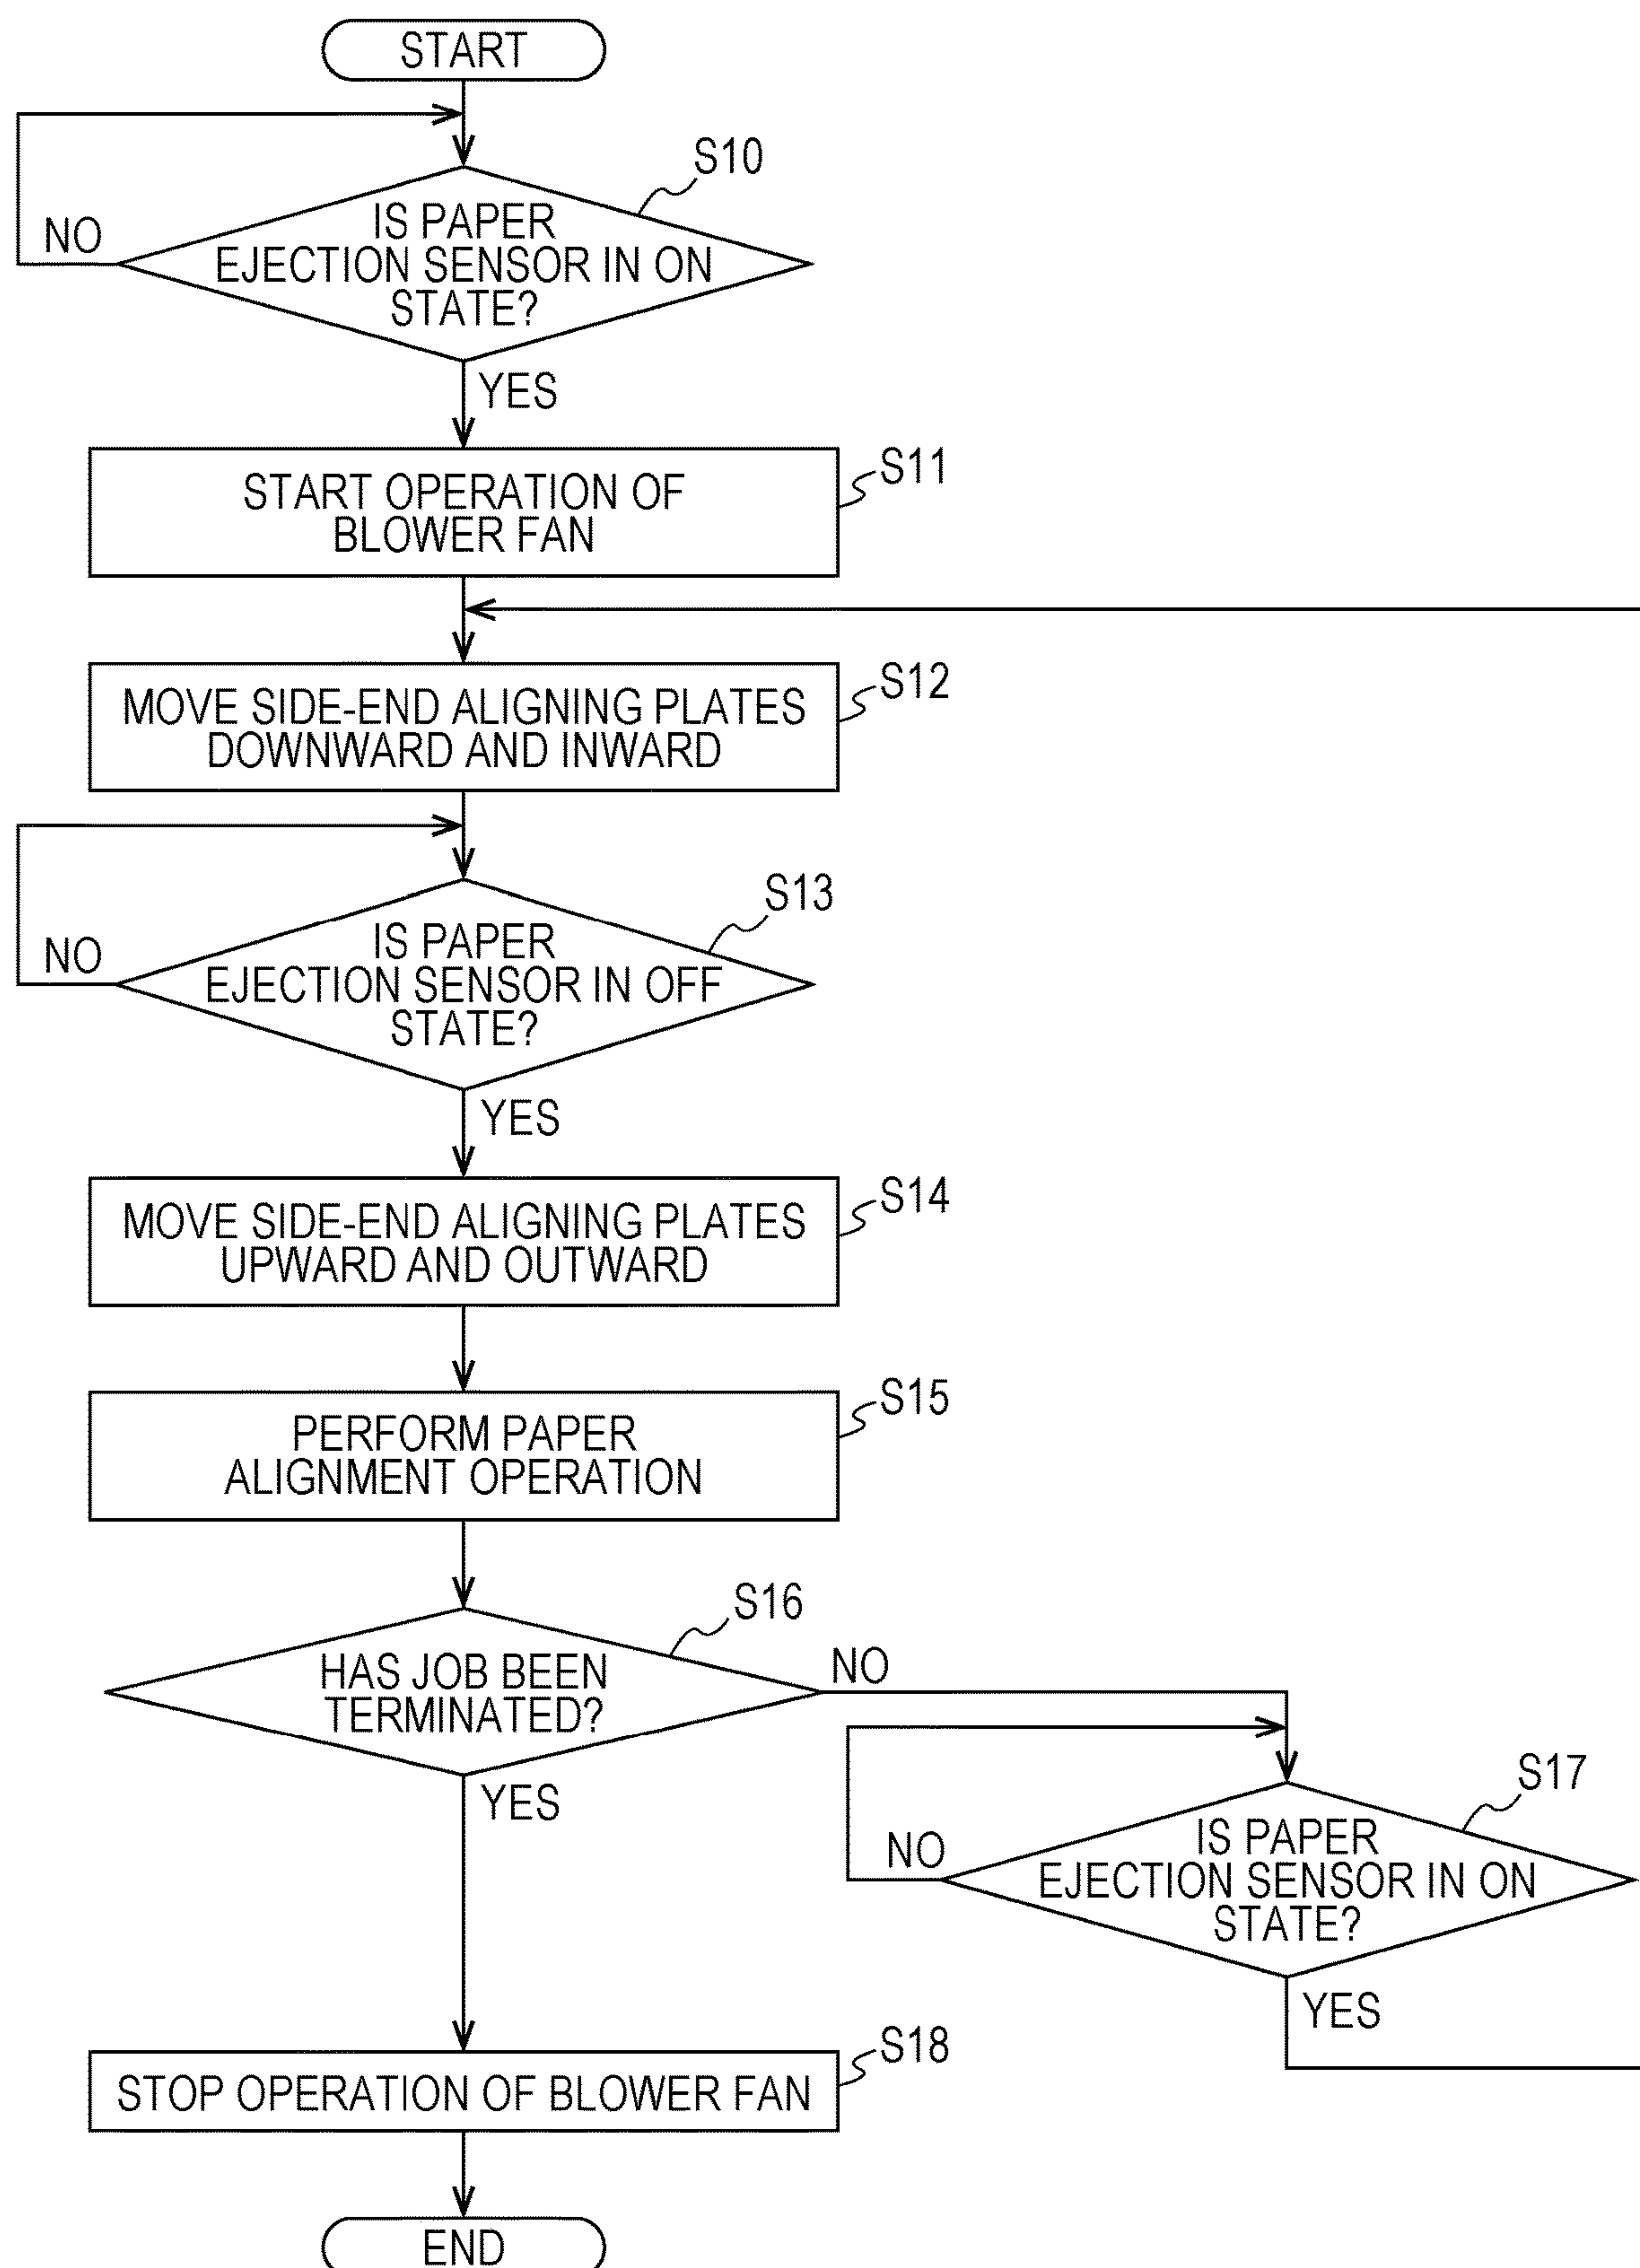 START
S10
IS PAPER
EJECTION SENSOR IN ON
STATE?
NO
YES
S11
START OPERATION OF
BLOWER FAN
S12
MOVE SIDE-END ALIGNING PLATES
DOWNWARD AND INWARD
S13
IS PAPER
EJECTION SENSOR IN OFF
STATE?
NO
YES
S14
MOVE SIDE-END ALIGNING PLATES
UPWARD AND OUTWARD
S15
PERFORM PAPER
ALIGNMENT OPERATION
S16
HAS JOB BEEN
TERMINATED?
NO
YES
S17
IS PAPER
EJECTION SENSOR IN ON
STATE?
NO
YES
S18
STOP OPERATION OF BLOWER FAN
END